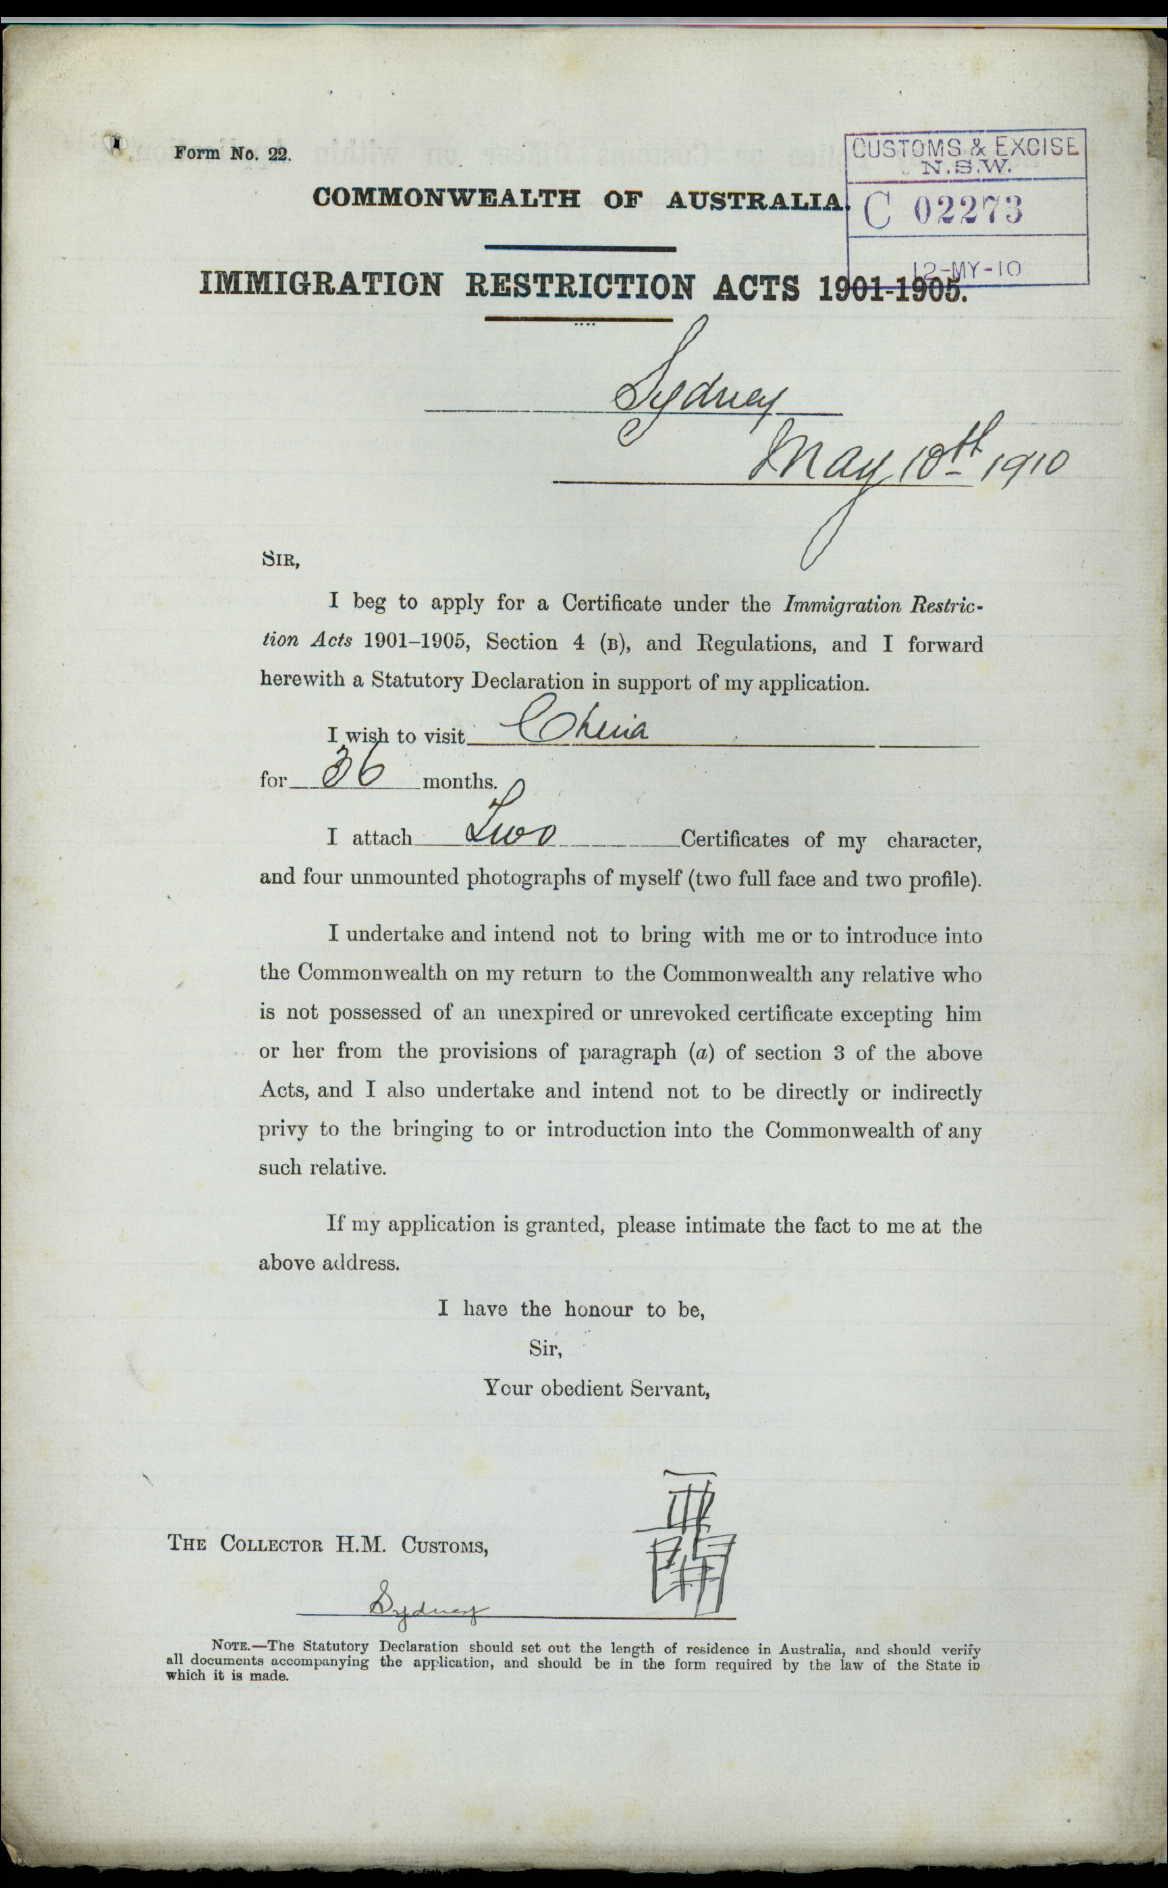 Form No. 22.
CUSTOMS & EXCISE
N.S.W.
C 02273
12-MY-10
COMMONWEALTH OF AUSTRALIA.
IMMIGRATION RESTRICTION ACTS 1901-1905.
Sydney
May 10th 1910
SIR,
I beg to apply for a Certificate under the Immigration Restric-
tion Acts 1901–1905, Section 4 (B), and Regulations, and I forward
herewith a Statutory Declaration in support of my application.
I wish to visit China
for 36 months.
I attach Two Certificates of my character,
and four unmounted photographs of myself (two full face and two profile).
I undertake and intend not to bring with me or to introduce into
the Commonwealth on my return to the Commonwealth any relative who
is not possessed of an unexpired or unrevoked certificate excepting him
or her from the provisions of paragraph (a) of section 3 of the above
Acts, and I also undertake and intend not to be directly or indirectly
privy to the bringing to or introduction into the Commonwealth of any
such relative.
If my application is granted, please intimate the fact to me at the
above address.
I have the honour to be,
Sir,
Your obedient Servant,
THE COLLECTOR H.M. CUSTOMS,
Sydney
NOTE.—The Statutory Declaration should set out the length of residence in Australia, and should verify
all documents accompanying the application, and should be in the form required by the law of the State in
which it is made.